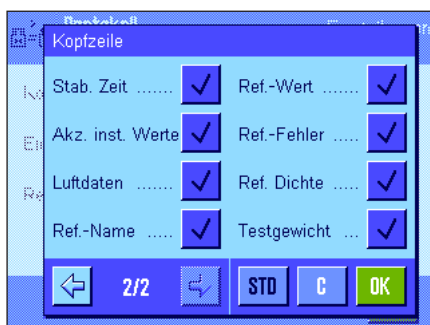 Kopfzeile
Stab. Zeit ....... Ref.-Wert .......
Akz. inst. Werte Ref.-Fehler .....
Luftdaten ....... Ref. Dichte .....
Ref.-Name ..... Testgewicht ...
2/2 STD C OK